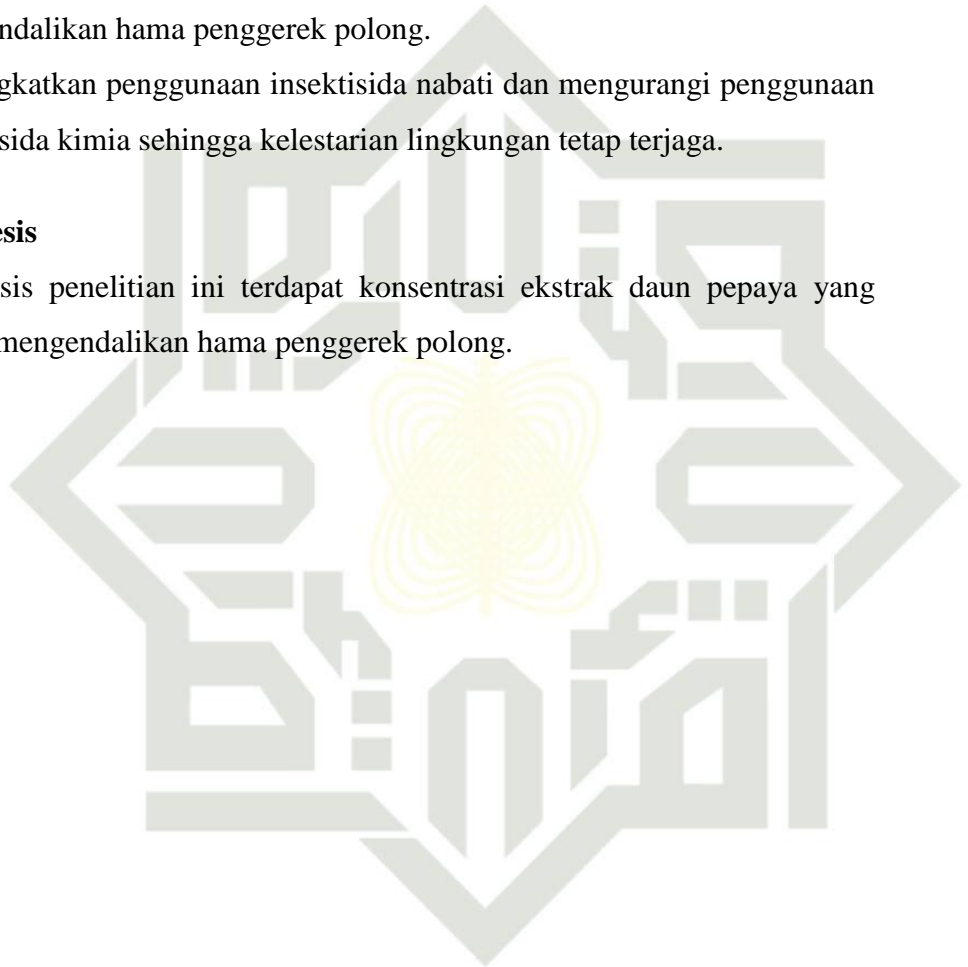 ndalikan hama penggerek polong.
gkatkan penggunaan insektisida nabati dan mengurangi penggunaan
sida kimia sehingga kelestarian lingkungan tetap terjaga.
esis
sis penelitian ini terdapat konsentrasi ekstrak daun pepaya yang
mengendalikan hama penggerek polong.